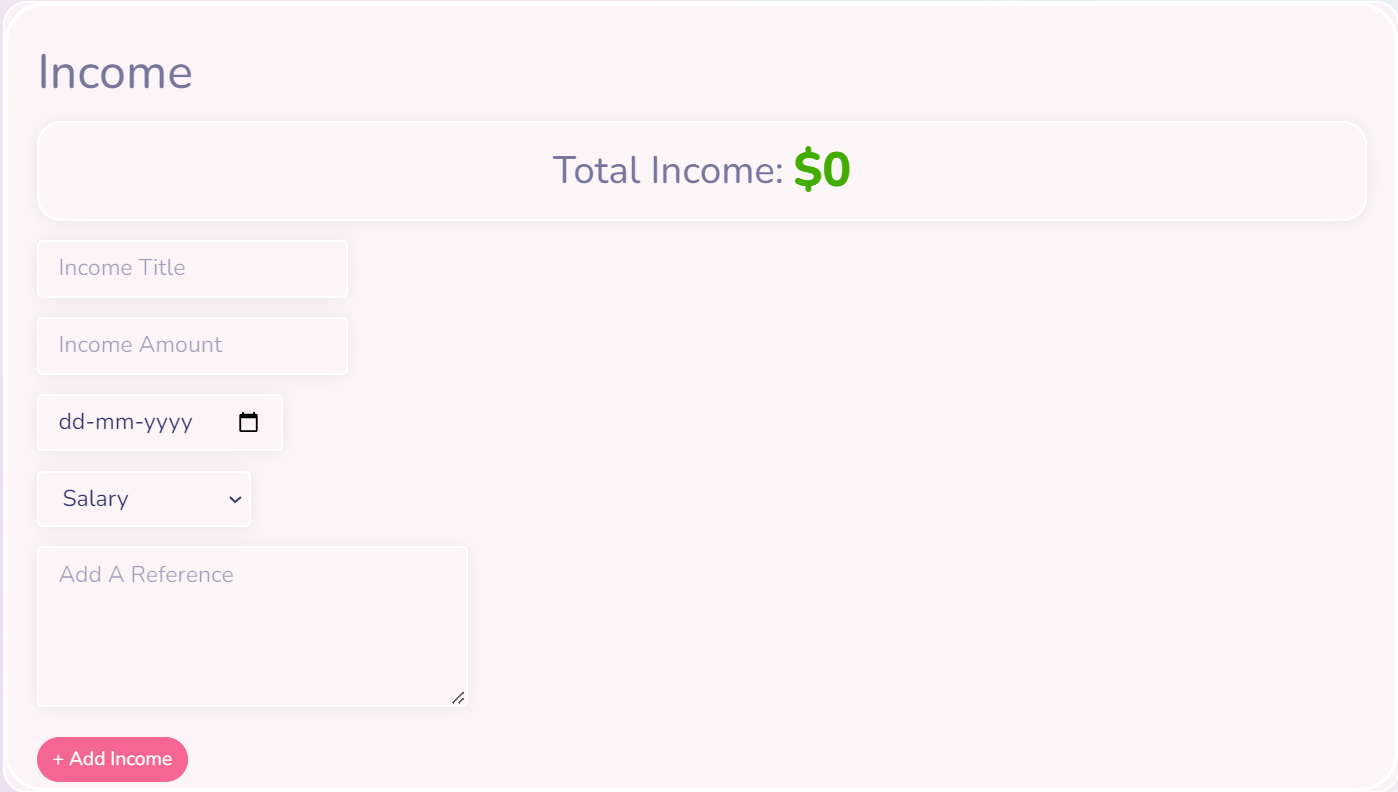 Income
Total Income: $0
Income Title
Income Amount
dd-mm-yyyy
Salary
Add A Reference
+ Add Income